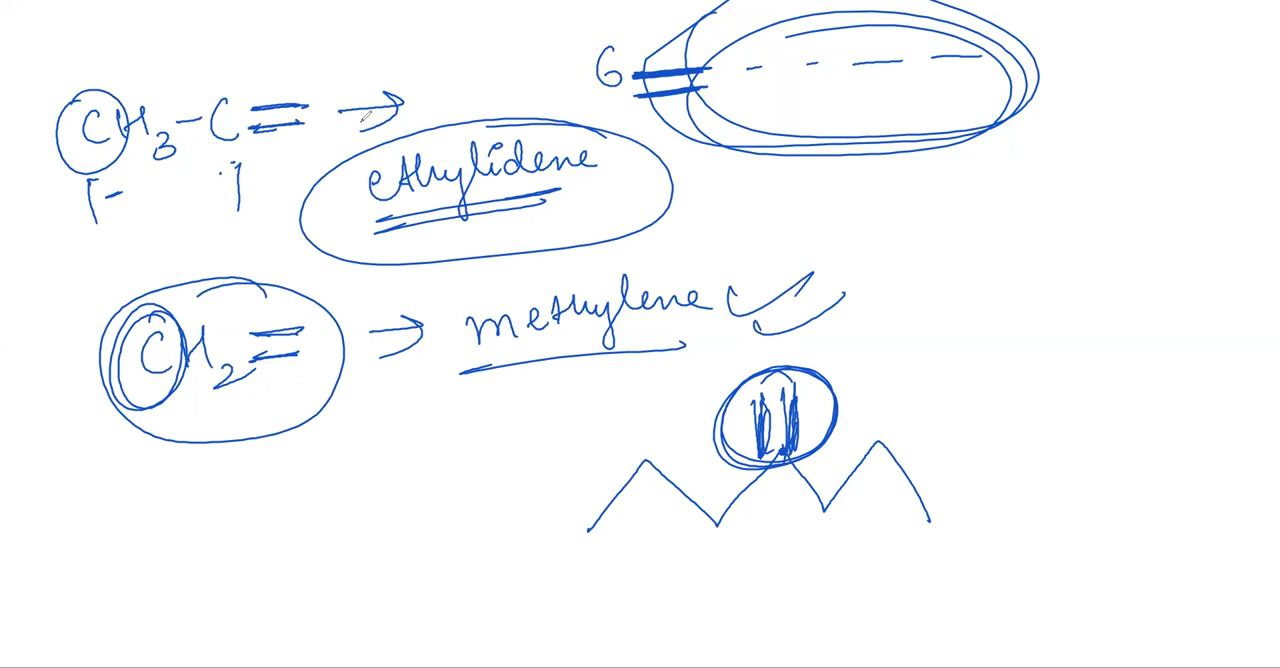 6 =
CH3-C= → ethylidene
CH2= → methylene